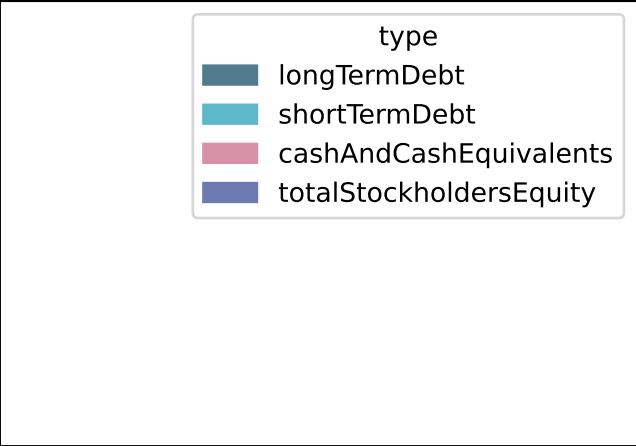 type
longTermDebt
shortTermDebt
cashAndCashEquivalents
totalStockholdersEquity